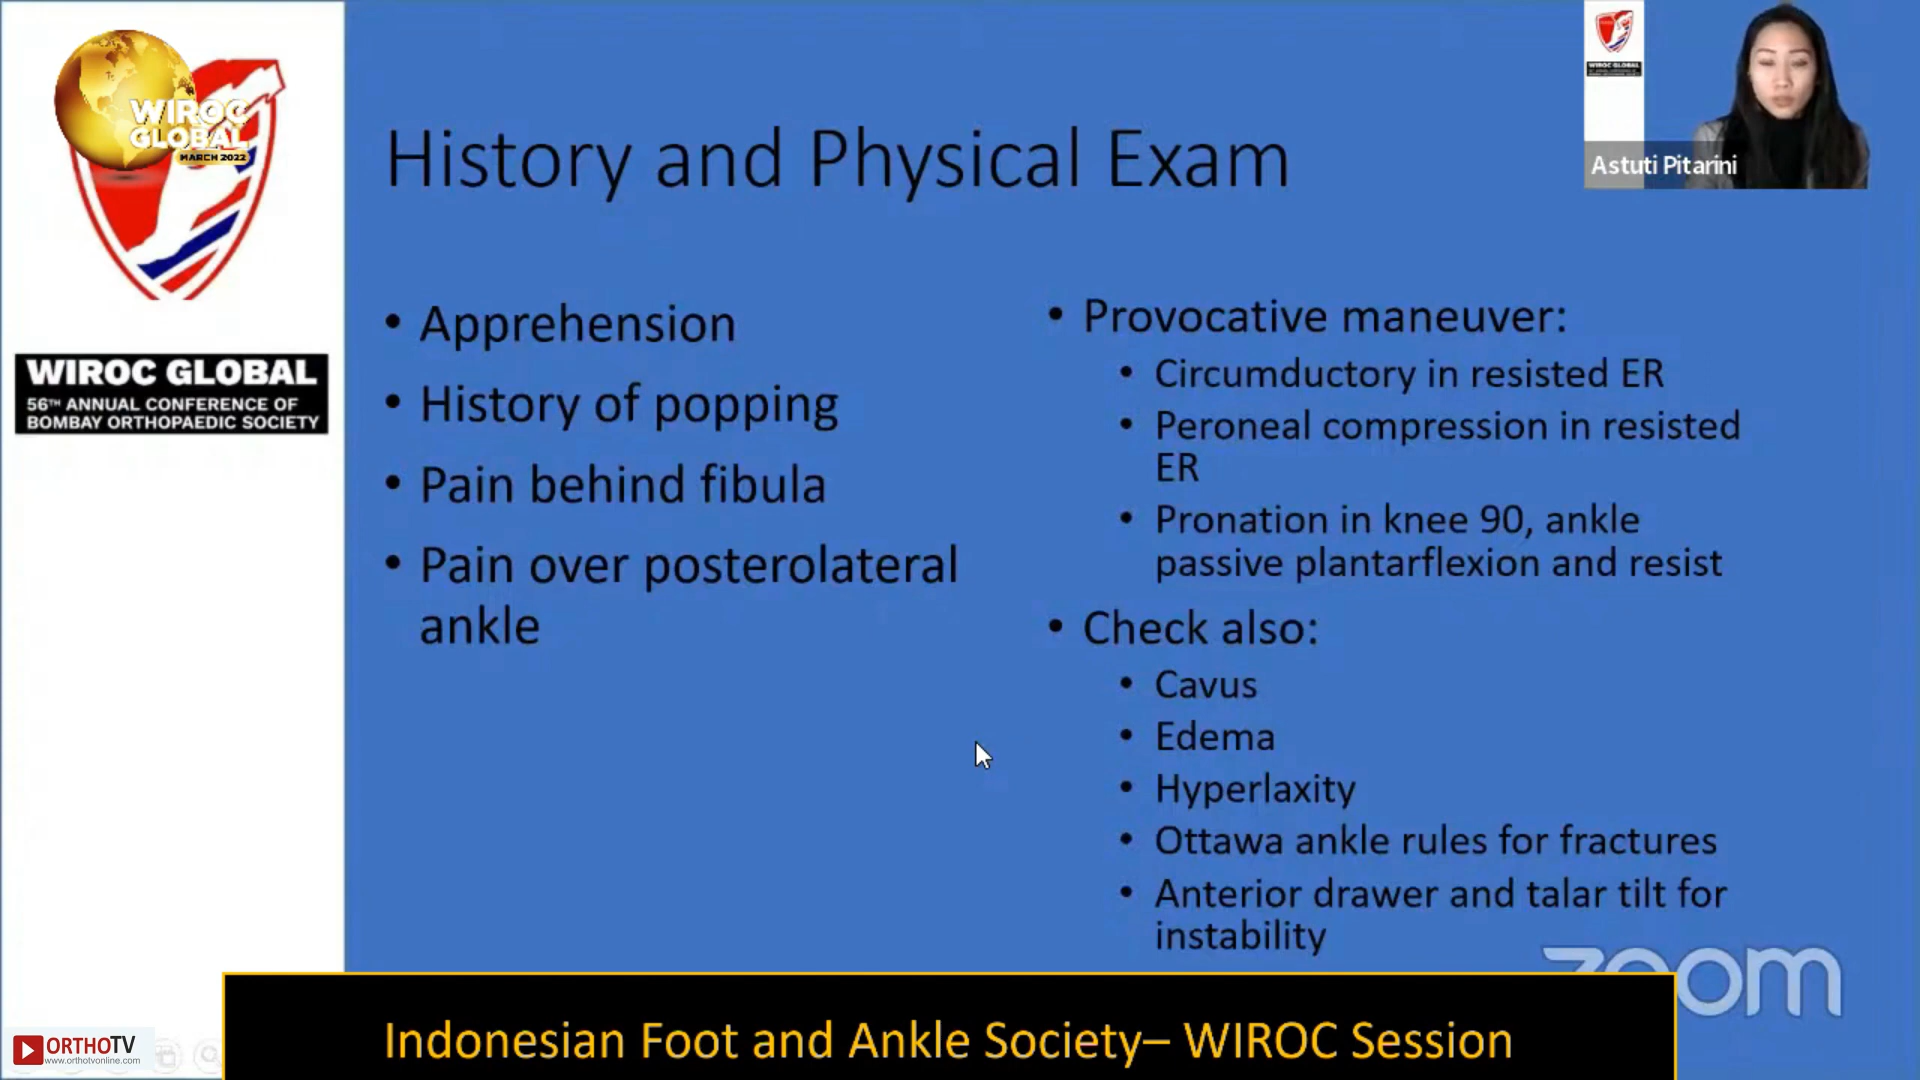 WIROC
GLOBAL
MARCH 2022
WIROC GLOBAL
56TH ANNUAL CONFERENCE OF
BOMBAY ORTHOPAEDIC SOCIETY
History and Physical Exam
• Apprehension
• History of popping
• Pain behind fibula
• Pain over posterolateral
ankle
• Provocative maneuver:
• Circumductory in resisted ER
• Peroneal compression in resisted
ER
• Pronation in knee 90, ankle
passive plantarflexion and resist
• Check also:
• Cavus
• Edema
• Hyperlaxity
• Ottawa ankle rules for fractures
• Anterior drawer and talar tilt for
instability
WIROC GLOBAL
Astuti Pitarini
zoom
Indonesian Foot and Ankle Society– WIROC Session
ORTHOTV
www.orthotvonline.com